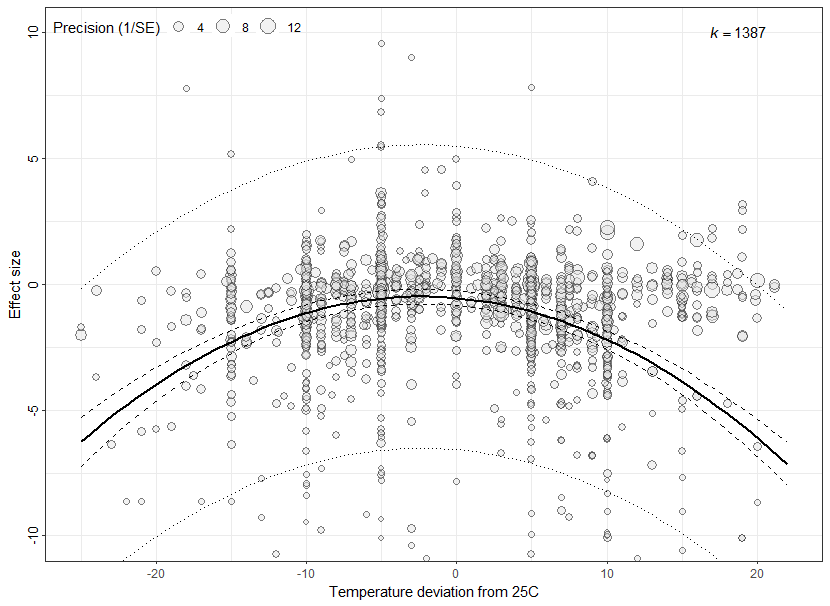 Precision (1/SE) 4 8 12
k = 1387
10
5
0
-5
-10
Effect size
-20 -10 0 10 20
Temperature deviation from 25C